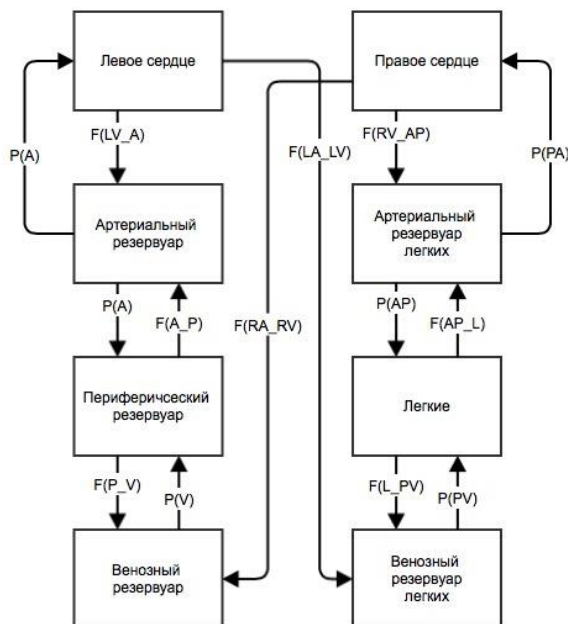 Левое сердце
Правое сердце
F(LV_A)
F(RV_AP)
P(A)
F(LA_LV)
P(PA)
Артериальный
резервуар
Артериальный
резервуар
легких
P(A)
F(A_P)
F(RA_RV)
P(AP)
F(AP_L)
Периферичсеский
резервуар
Легкие
F(P_V)
P(V)
F(L_PV)
P(PV)
Венозный
резервуар
Венозный
резервуар
легких